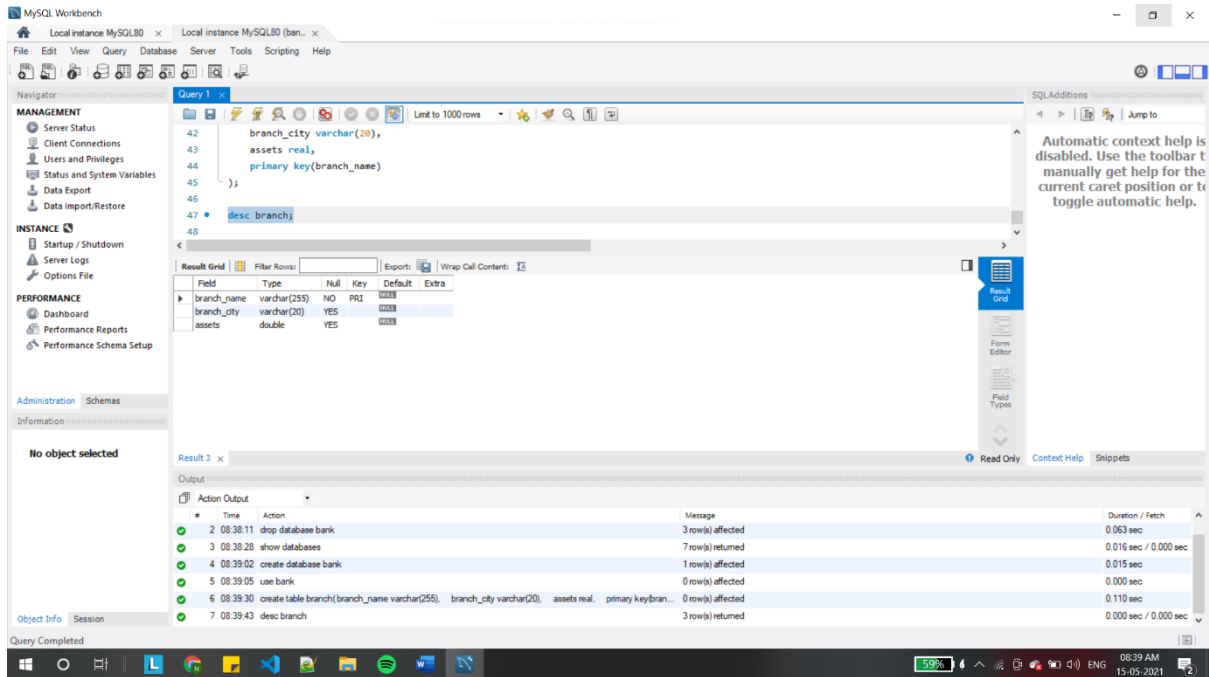 MySQL Workbench
Local instance MySQL80 × Local instance MySQL80 (ban... ×
File Edit View Query Database Server Tools Scripting Help
Navigator
MANAGEMENT
Server Status
Client Connections
Users and Privileges
Status and System Variables
Data Export
Data Import/Restore
INSTANCE
Startup / Shutdown
Server Logs
Options File
PERFORMANCE
Dashboard
Performance Reports
Performance Schema Setup
Administration Schemas
Information
No object selected
Object Info Session
Query 1 ×
Limit to 1000 rows
42 branch_city varchar(20),
43 assets real,
44 primary key(branch_name)
45 );
46
47 desc branch;
48
Result Grid Filter Rows: Export: Wrap Cell Content:
Field Type Null Key Default Extra
branch_name varchar(255) NO PRI NULL
branch_city varchar(20) YES NULL
assets double YES NULL
Result Grid
Form Editor
Field Types
Result 3 × Read Only
SQLAdditions
Jump to
Automatic context help is
disabled. Use the toolbar t
manually get help for the
current caret position or to
toggle automatic help.
Context Help Snippets
Output
Action Output
# Time Action Message Duration / Fetch
2 08:38:11 drop database bank 3 row(s) affected 0.063 sec
3 08:38:28 show databases 7 row(s) returned 0.016 sec / 0.000 sec
4 08:39:02 create database bank 1 row(s) affected 0.015 sec
5 08:39:05 use bank 0 row(s) affected 0.000 sec
6 08:39:30 create table branch( branch_name varchar(255), branch_city varchar(20), assets real, primary key(bran... 0 row(s) affected 0.110 sec
7 08:39:43 desc branch 3 row(s) returned 0.000 sec / 0.000 sec
Query Completed
59% ENG 08:39 AM
15-05-2021